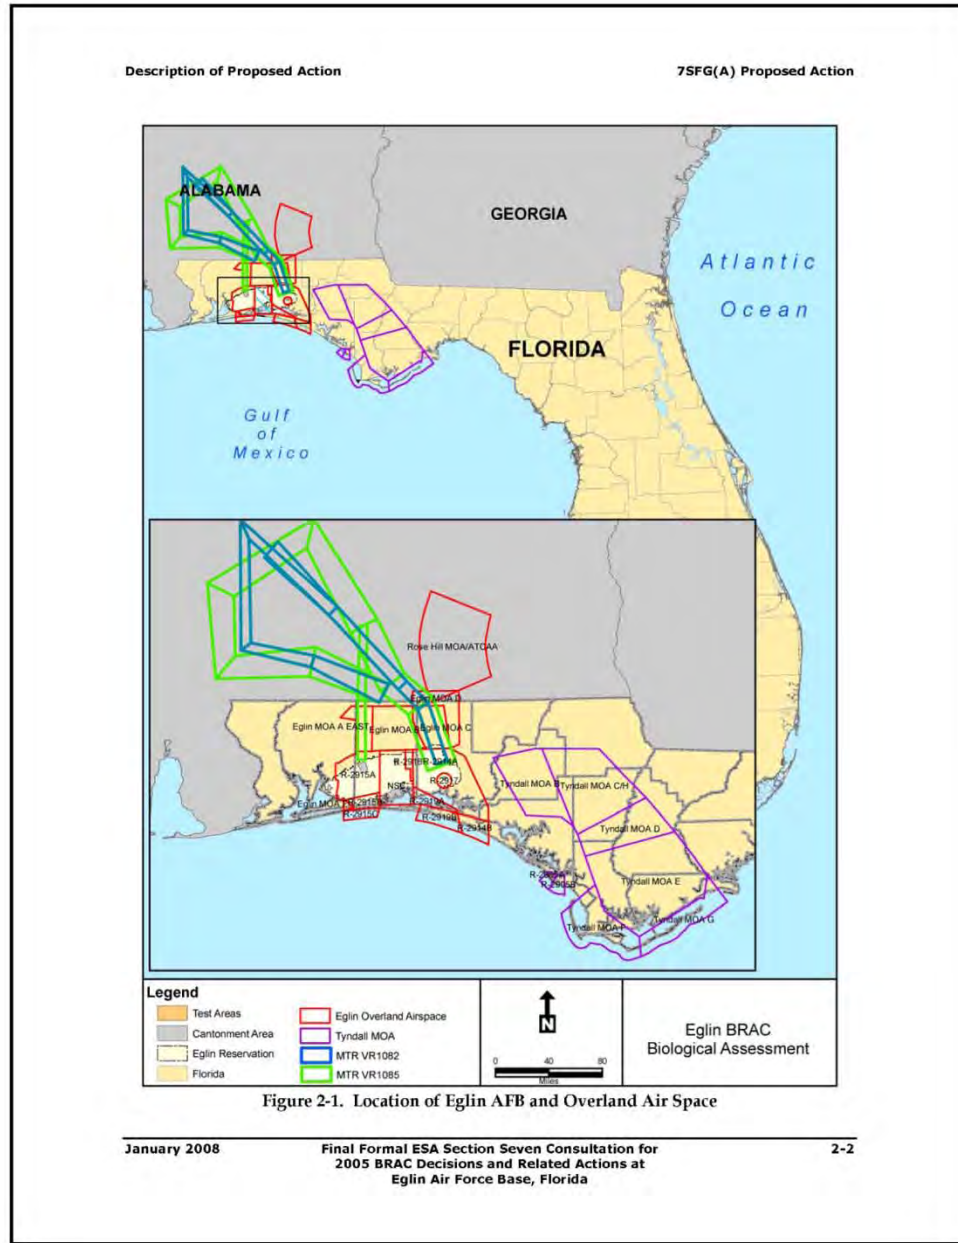 Description of Proposed Action
7SFG(A) Proposed Action
ALABAMA
GEORGIA
Atlantic
Ocean
FLORIDA
Gulf
of
Mexico
Rose Hill MOA/ATCAA
Eglin MOA D
Eglin MOA A EAST
Eglin MOA B
Eglin MOA C
R-2914A
R-2915A
R-2917
R-2915B
R-2919A
R-2915C
R-2919B
R-2914B
Tyndall MOA B
Tyndall MOA C/H
Tyndall MOA D
R-2905B
Tyndall MOA E
Tyndall MOA F
Tyndall MOA G
Legend
Test Areas
Cantonment Area
Eglin Reservation
Florida
Eglin Overland Airspace
Tyndall MOA
MTR VR1082
MTR VR1085
N
0 40 80
Miles
Eglin BRAC
Biological Assessment
Figure 2-1. Location of Eglin AFB and Overland Air Space
January 2008
Final Formal ESA Section Seven Consultation for
2005 BRAC Decisions and Related Actions at
Eglin Air Force Base, Florida
2-2